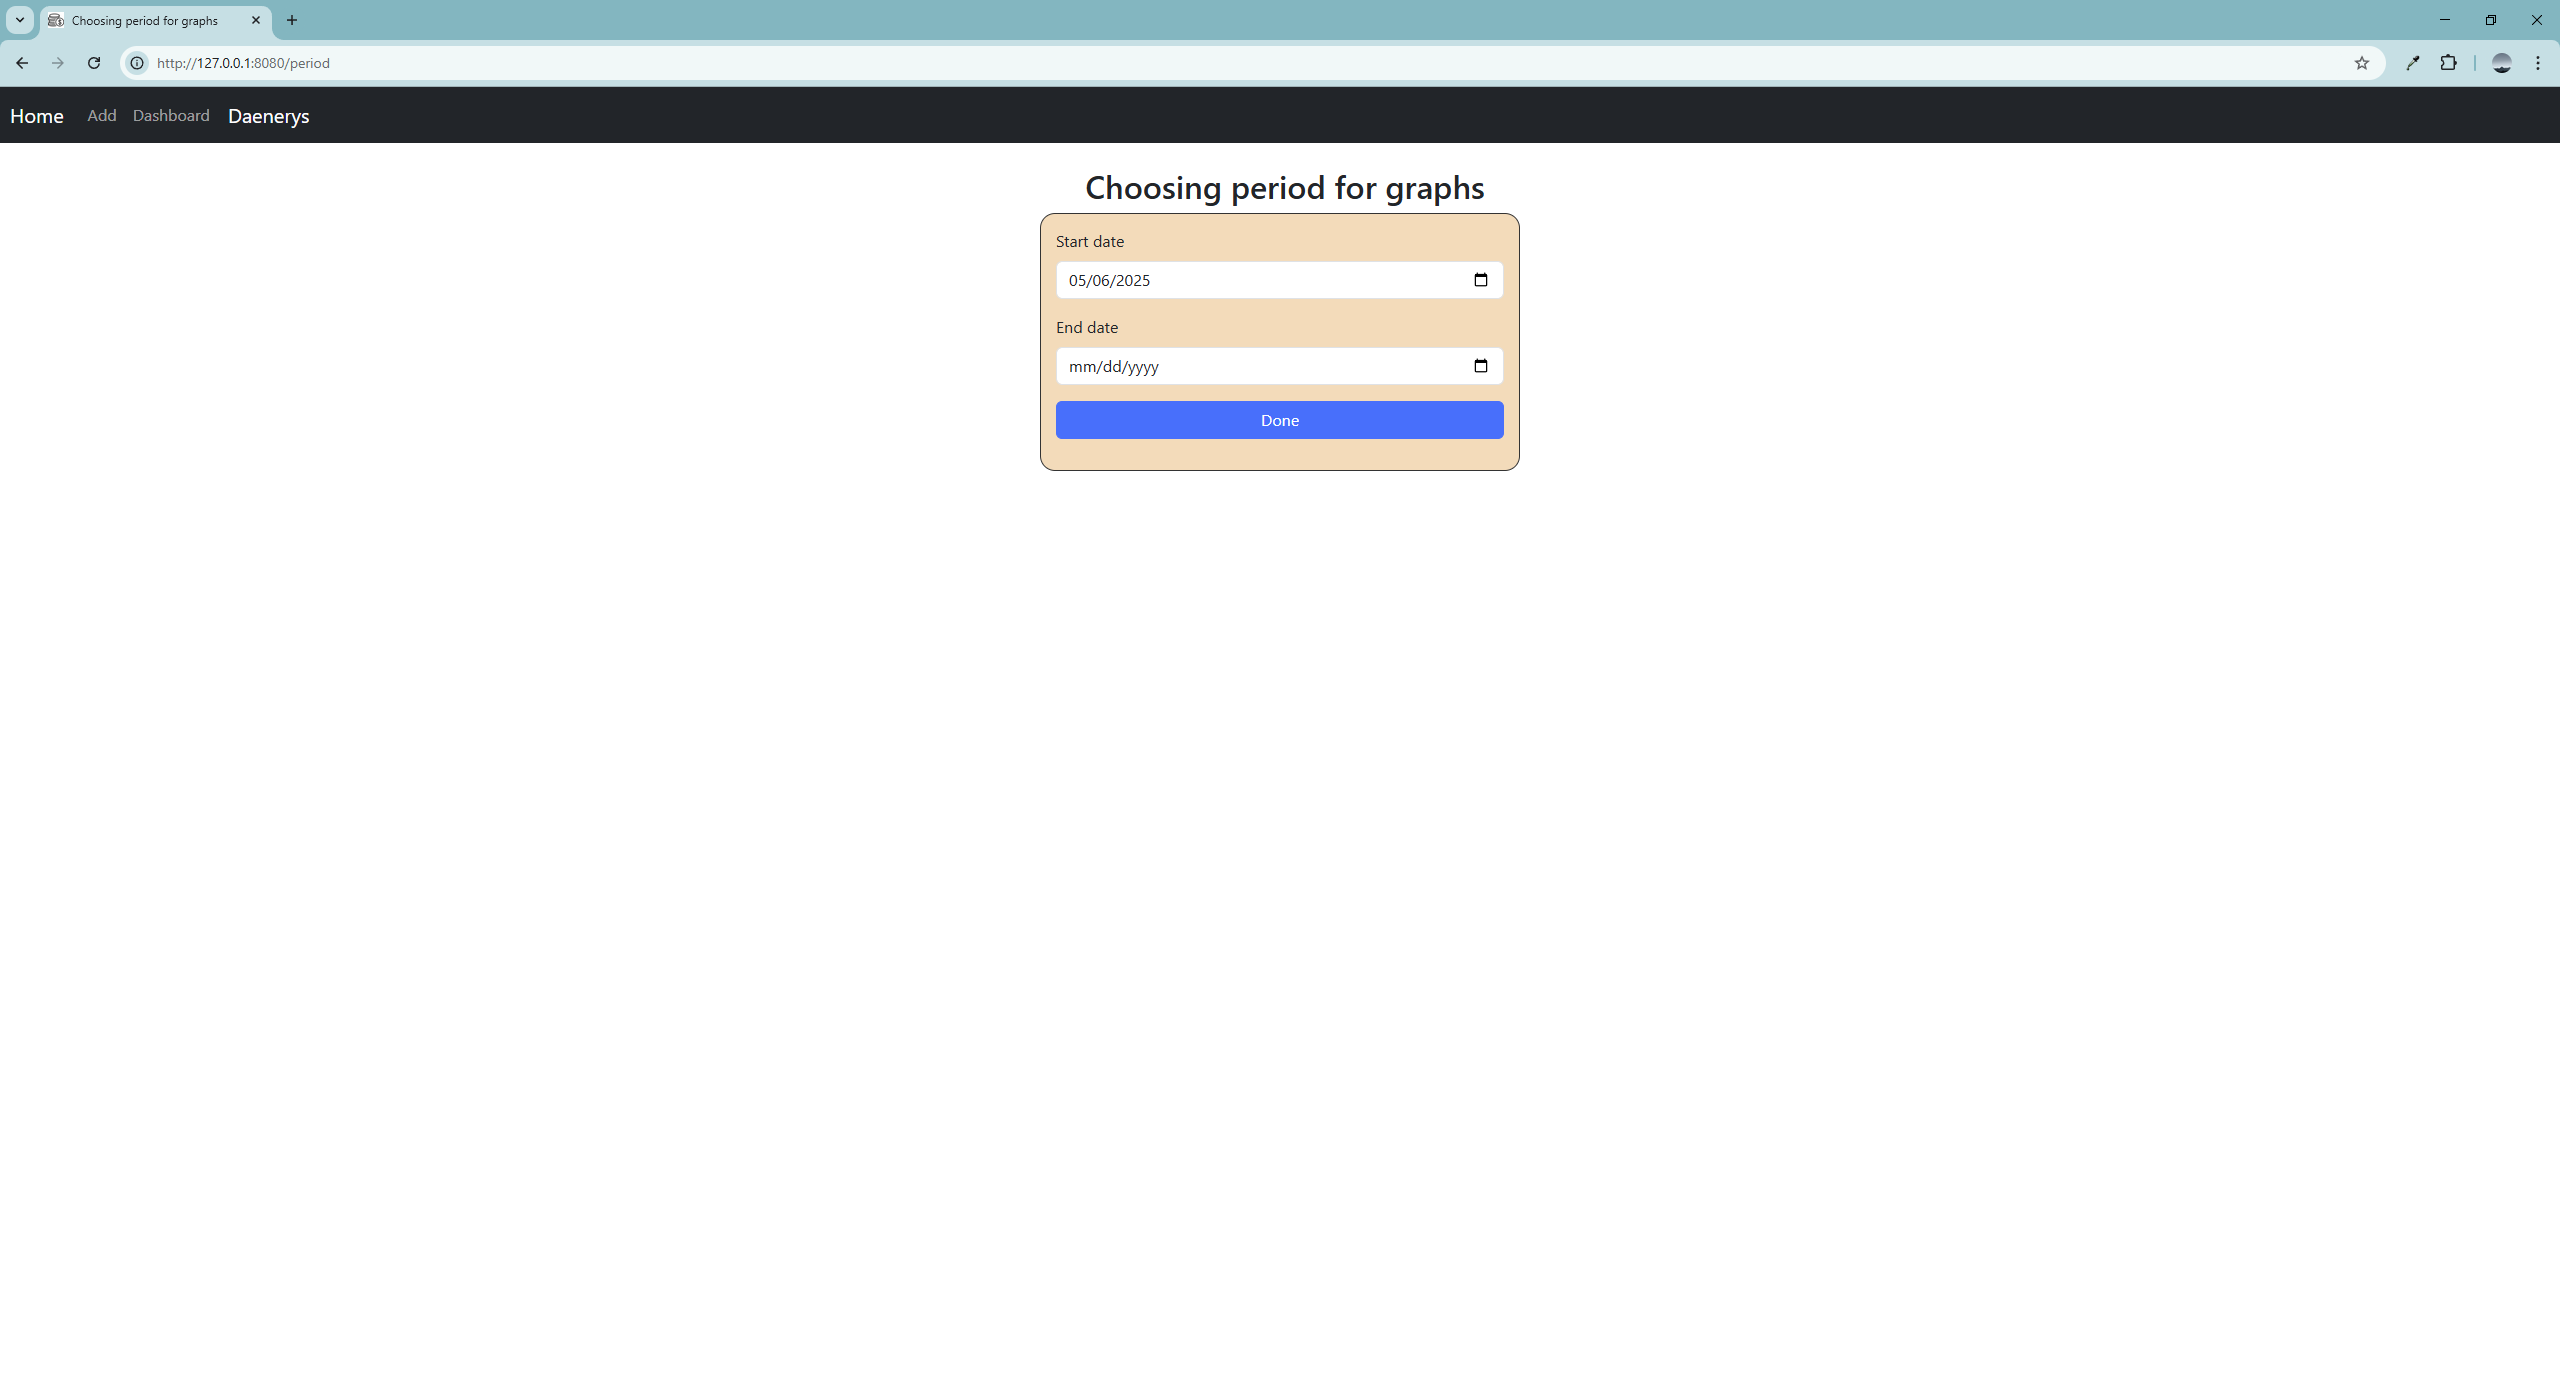 Choosing period for graphs
http://127.0.0.1:8080/period
Home Add Dashboard Daenerys
Choosing period for graphs
Start date
05/06/2025
End date
mm/dd/yyyy
Done